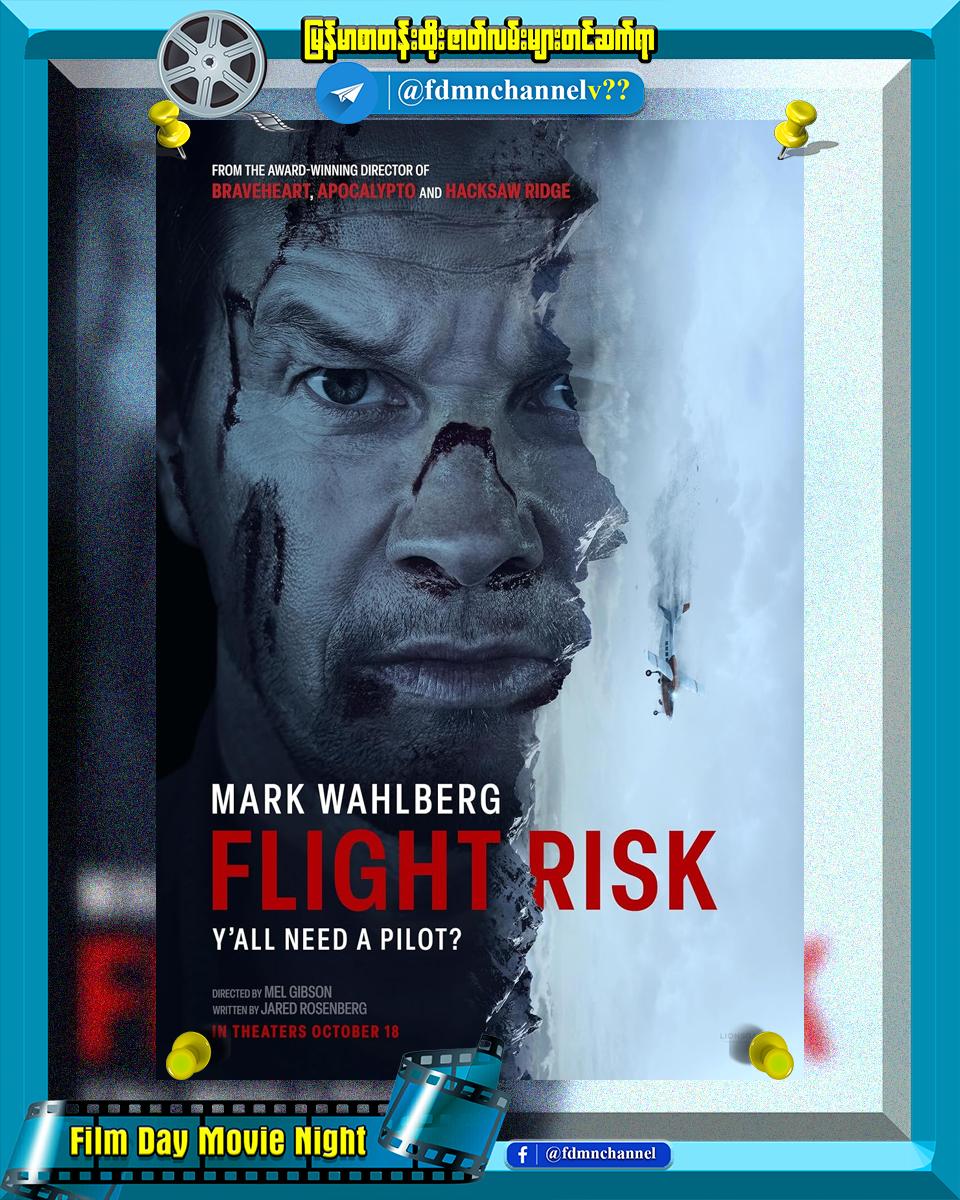 မြန်မာစာတန်းထိုးဇာတ်လမ်းများတင်ဆက်ရာ
@fdmnchannelv??
FROM THE AWARD-WINNING DIRECTOR OF
BRAVEHEART, APOCALYPTO AND HACKSAW RIDGE
MARK WAHLBERG
FLIGHT RISK
Y'ALL NEED A PILOT?
DIRECTED BY MEL GIBSON
WRITTEN BY JARED ROSENBERG
IN THEATERS OCTOBER 18
Film Day Movie Night
@fdmnchannel